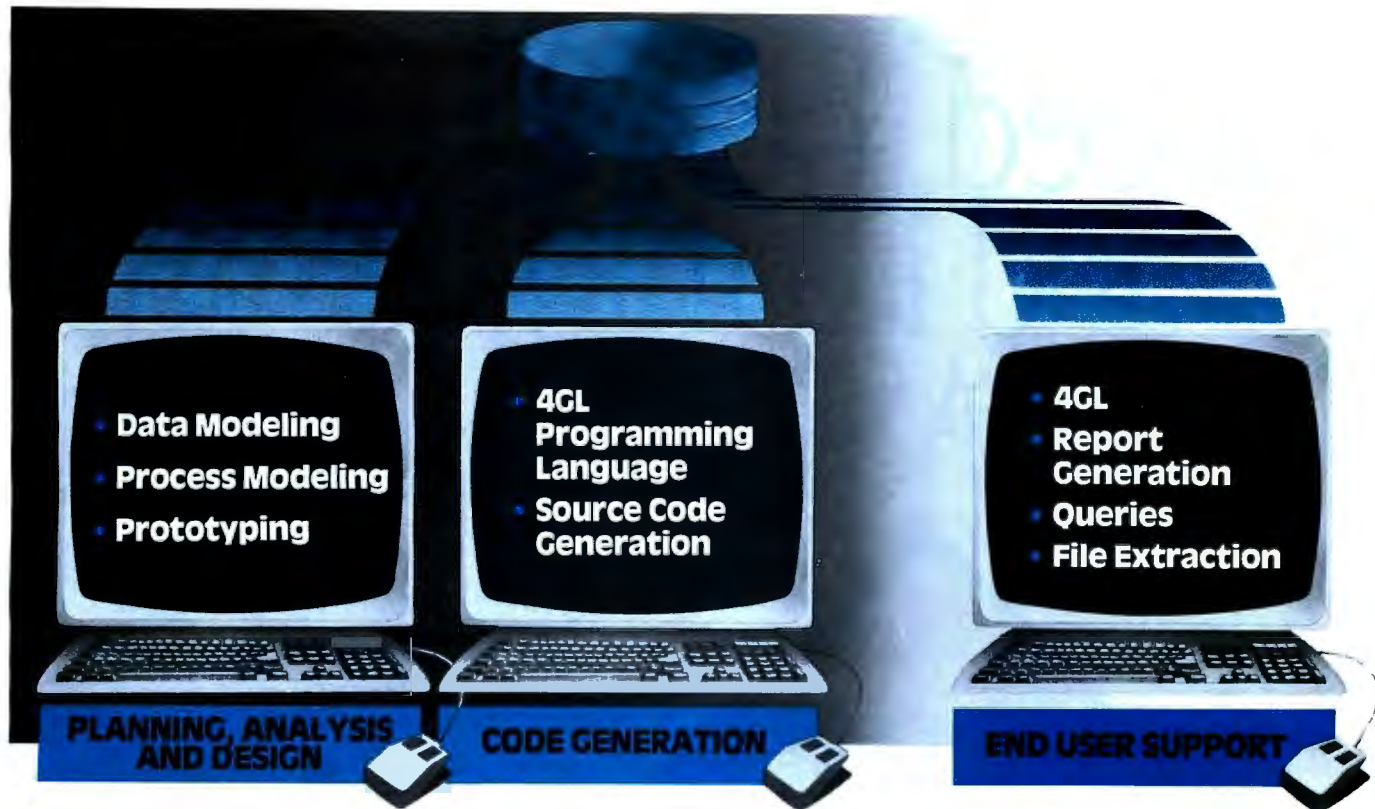 • Data Modeling
• Process Modeling
• Prototyping
PLANNING, ANALYSIS
AND DESIGN
• 4GL
Programming
Language
• Source Code
Generation
CODE GENERATION
• 4GL
• Report
Generation
• Queries
• File Extraction
END USER SUPPORT